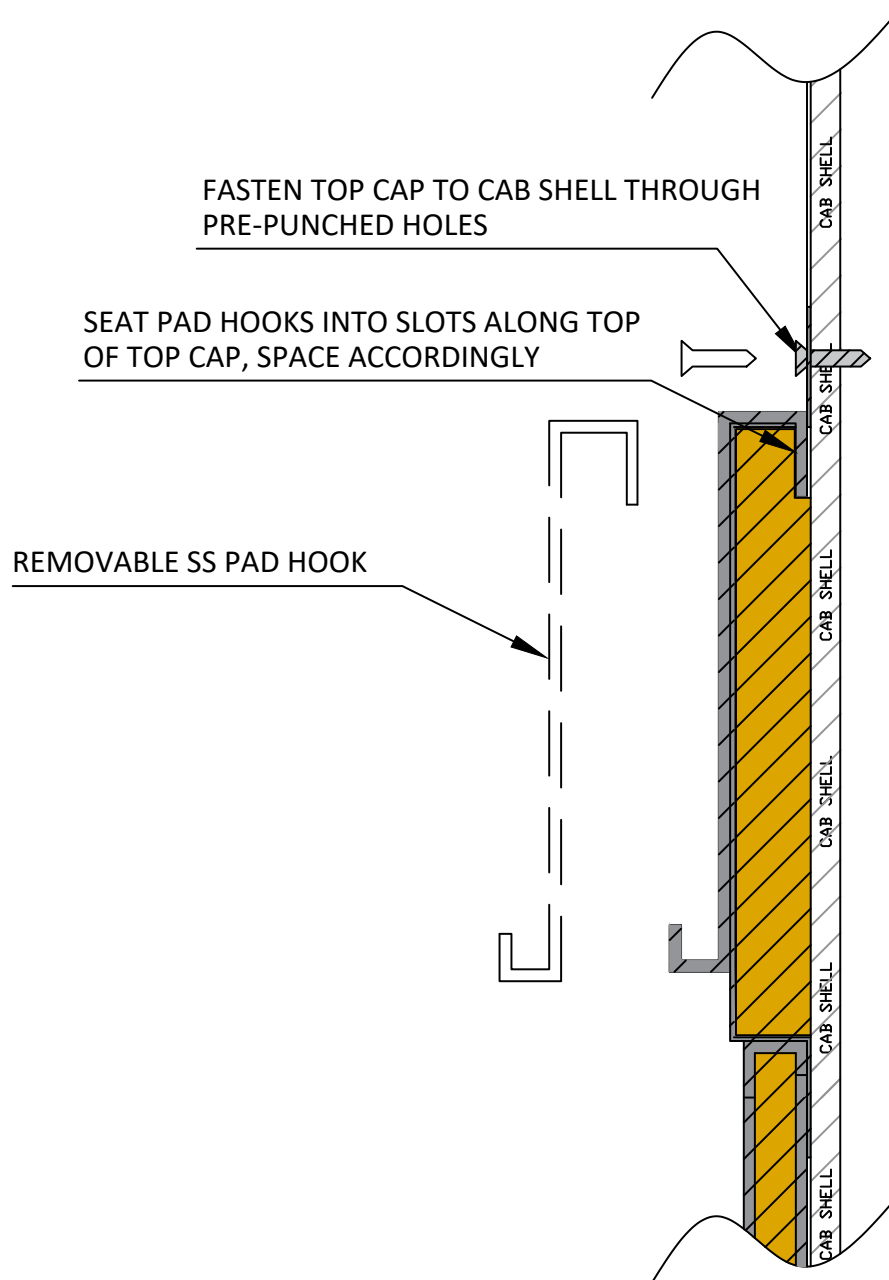 CAB SHELL
FASTEN TOP CAP TO CAB SHELL THROUGH
PRE-PUNCHED HOLES
SEAT PAD HOOKS INTO SLOTS ALONG TOP
OF TOP CAP, SPACE ACCORDINGLY
CAB SHELL
REMOVABLE SS PAD HOOK
CAB SHELL
CAB SHELL
CAB SHELL
CAB SHELL